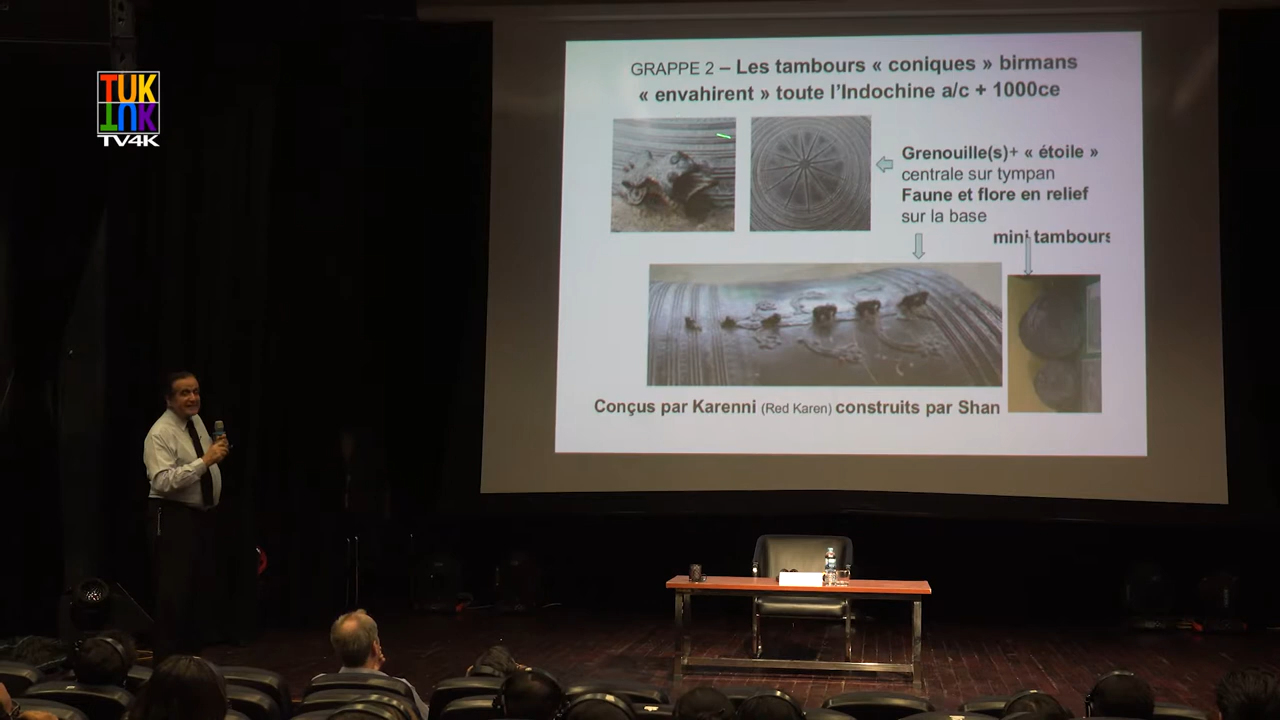 TUK
TUK
TV4K
GRAPPE 2 – Les tambours « coniques » birmans
« envahirent » toute l’Indochine a/c + 1000ce
Grenouille(s)+ « étoile »
centrale sur tympan
Faune et flore en relief
sur la base
mini tambours
Conçus par Karenni (Red Karen) construits par Shan